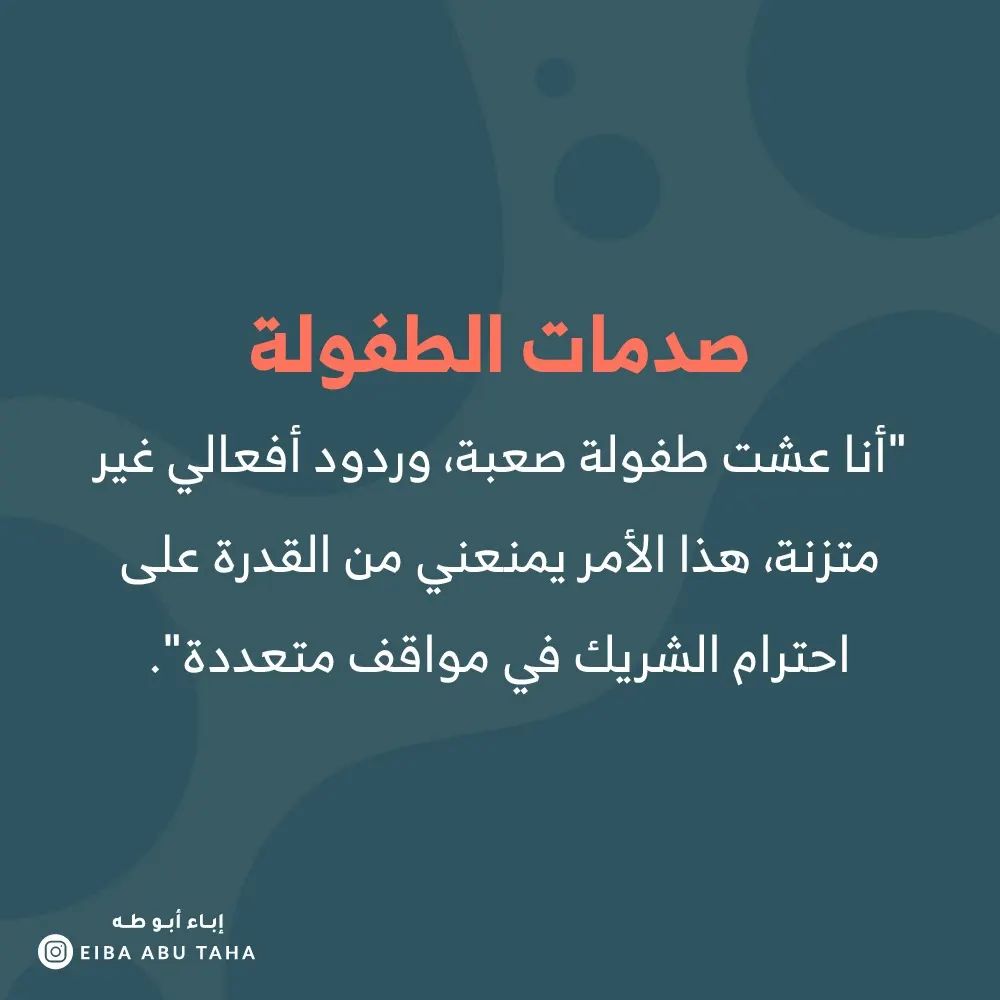 صدمات الطفولة
"أنا عشت طفولة صعبة، وردود أفعالي غير
متزنة، هذا الأمر يمنعني من القدرة على
احترام الشريك في مواقف متعددة".
إباء أبو طه
EIBA ABU TAHA